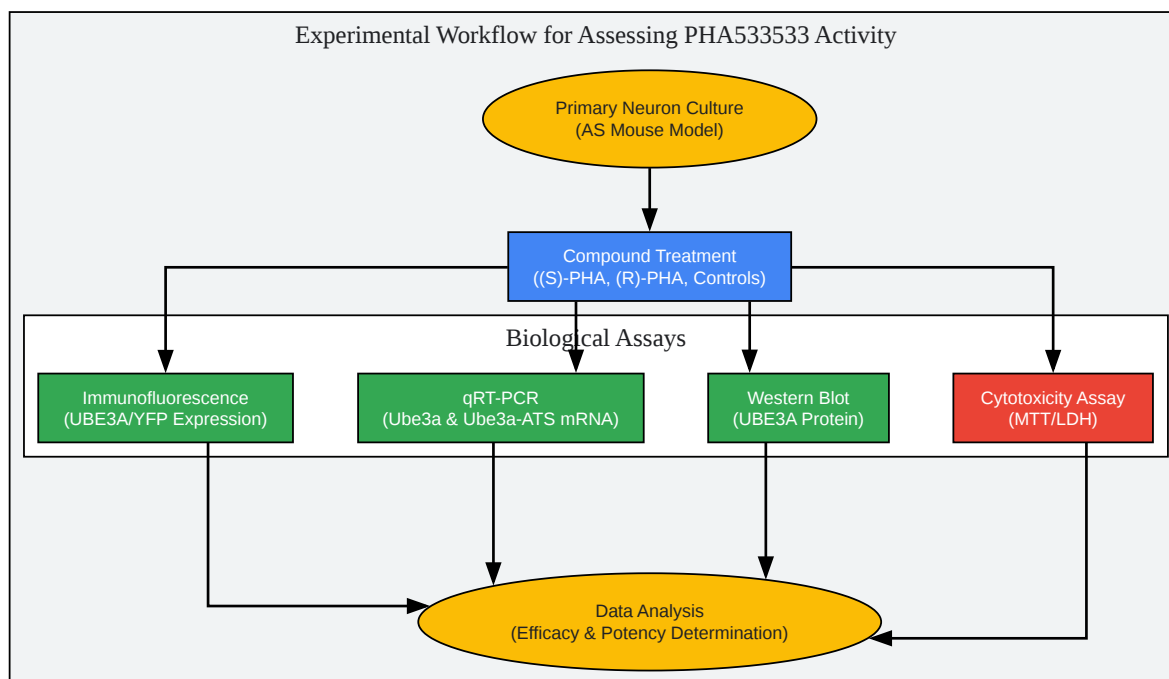 Experimental Workflow for Assessing PHA533533 Activity
Primary Neuron Culture
(AS Mouse Model)
Compound Treatment
((S)-PHA, (R)-PHA, Controls)
Biological Assays
Immunofluorescence
(UBE3A/YFP Expression)
qRT-PCR
(Ube3a & Ube3a-ATS mRNA)
Western Blot
(UBE3A Protein)
Cytotoxicity Assay
(MTT/LDH)
Data Analysis
(Efficacy & Potency Determination)